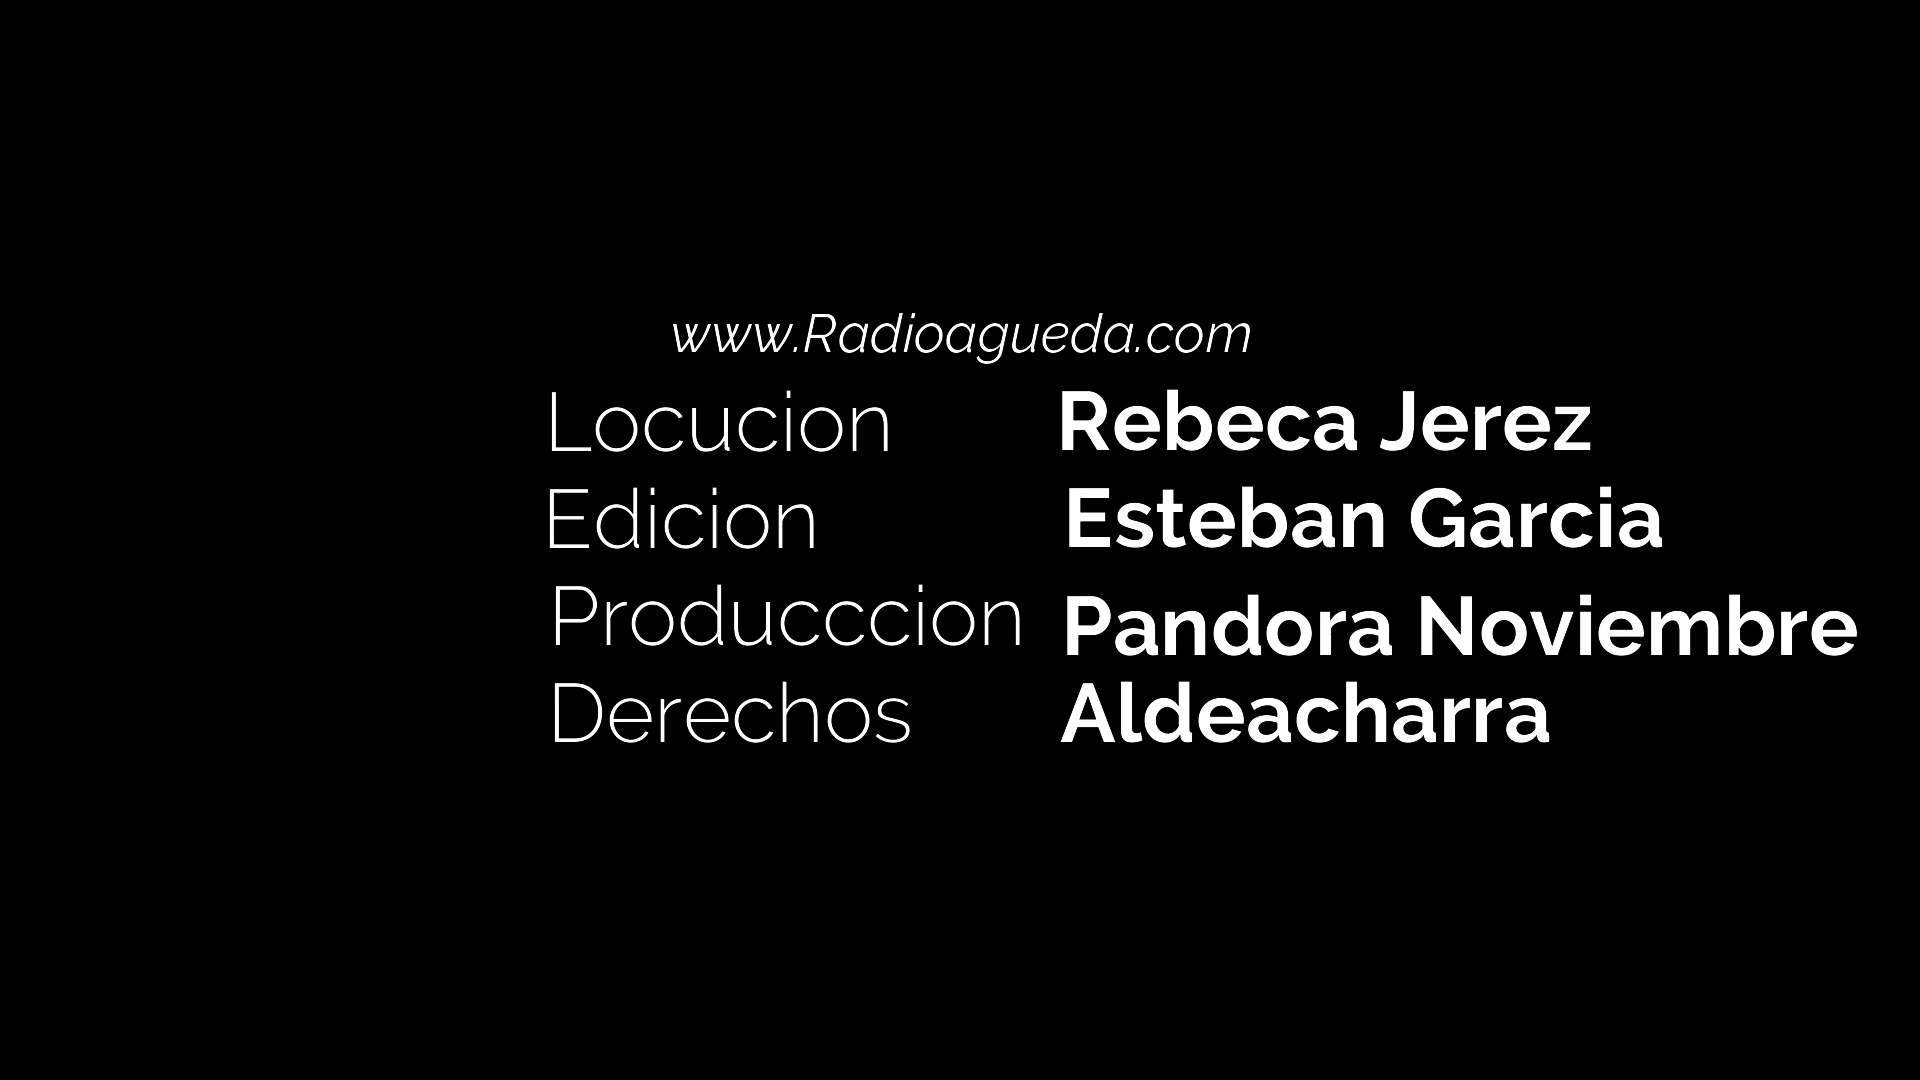 www.Radioagueda.com
Locucion Rebeca Jerez
Edicion Esteban Garcia
Producccion Pandora Noviembre
Derechos Aldeacharra